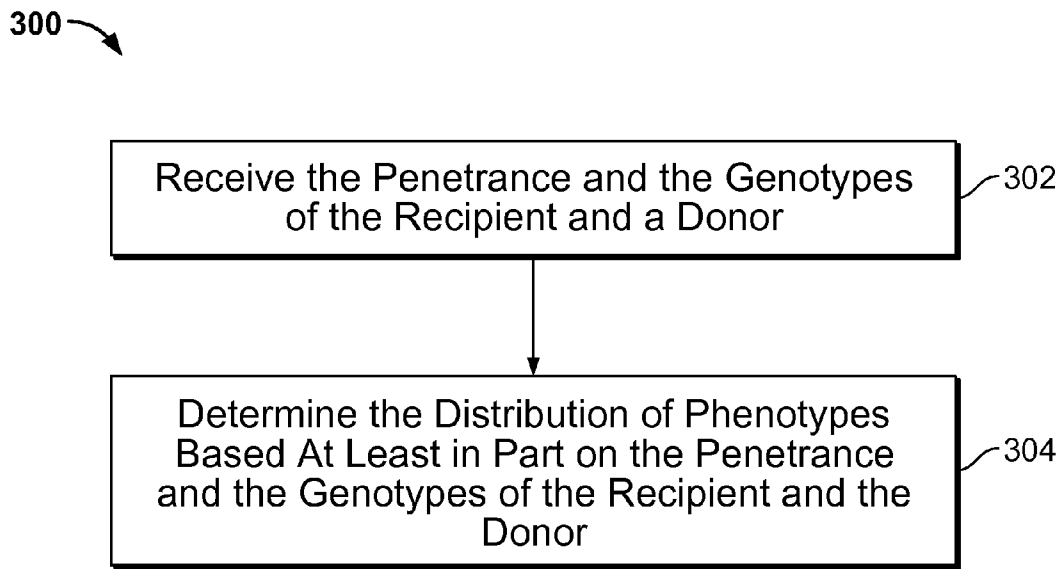 300
Receive the Penetrance and the Genotypes
of the Recipient and a Donor
302
Determine the Distribution of Phenotypes
Based At Least in Part on the Penetrance
and the Genotypes of the Recipient and the
Donor
304